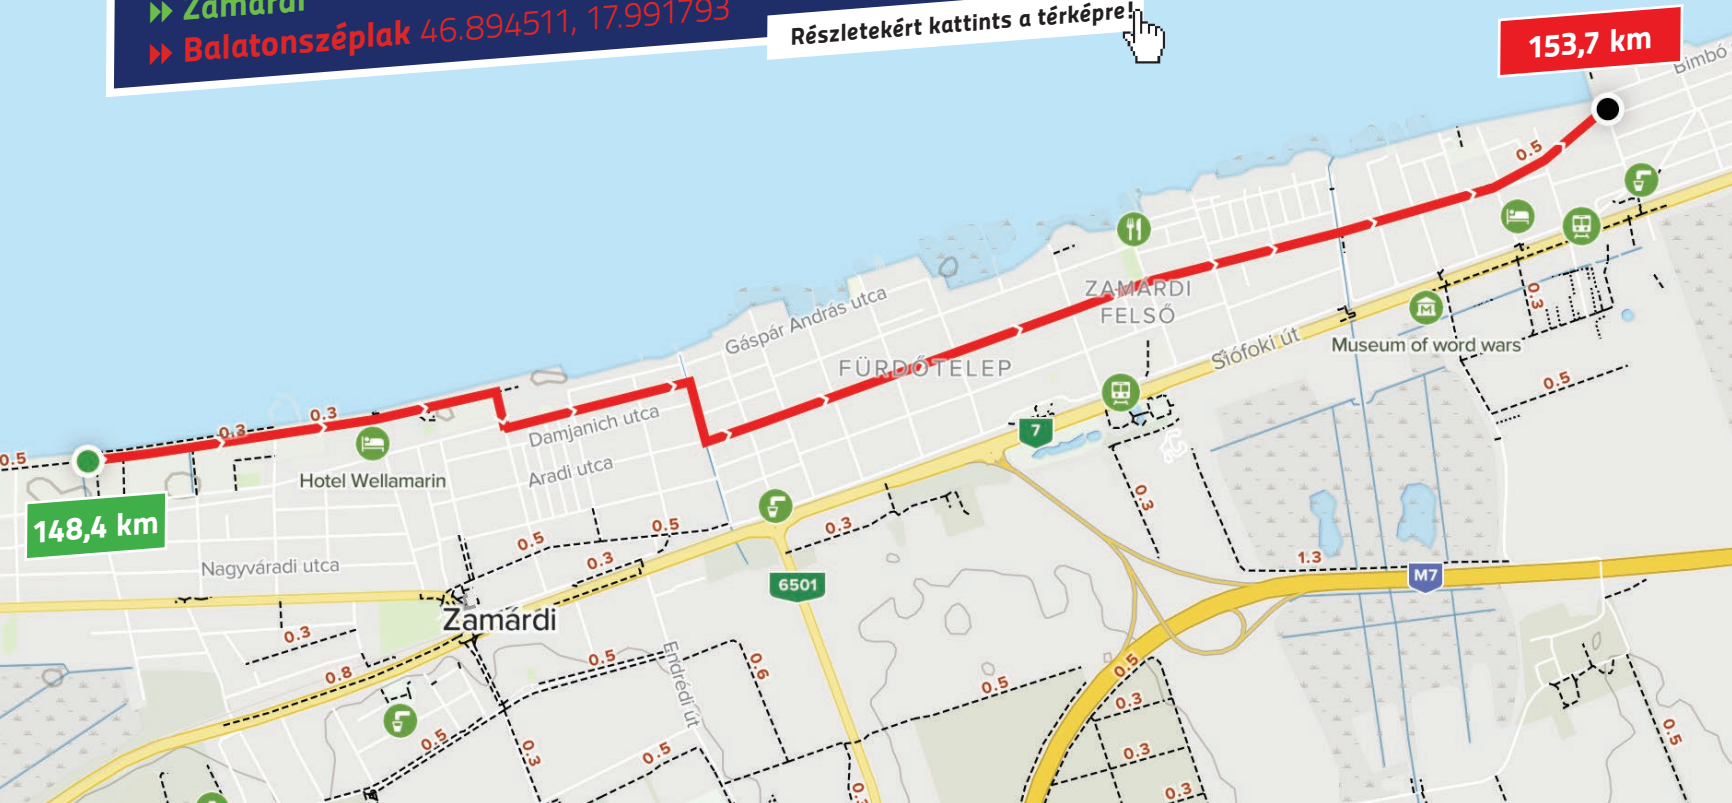 Zamárdi
Balatonszéplak 46.894511, 17.991793
Részletekért kattints a térképre!
153,7 km
Bimbó
0.5
ZAMÁRDI
FELSŐ
0.3
Gáspár András utca
Siófoki út
Museum of word wars
FÜRDŐTELEP
0.5
0.3
0.3
0.5
Damjanich utca
7
Hotel Wellamarin
Aradi utca
0.3
148,4 km
0.5
0.5
0.3
Nagyváradi utca
0.3
1.3
M7
6501
Zamárdi
0.3
0.8
0.5
Endrédi út
0.6
0.5
0.5
0.3
0.5
0.5
0.3
0.5
0.3
0.3
0.3